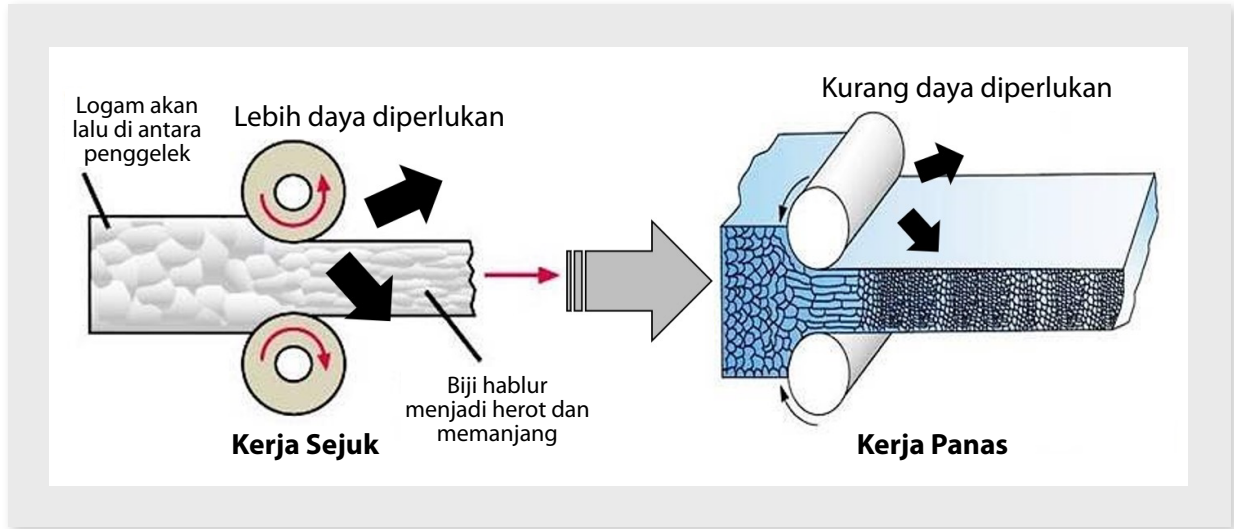 Logam akan
lalu di antara
penggelek
Lebih daya diperlukan
Biji hablur
menjadi herot dan
memanjang
Kerja Sejuk
Kurang daya diperlukan
Kerja Panas